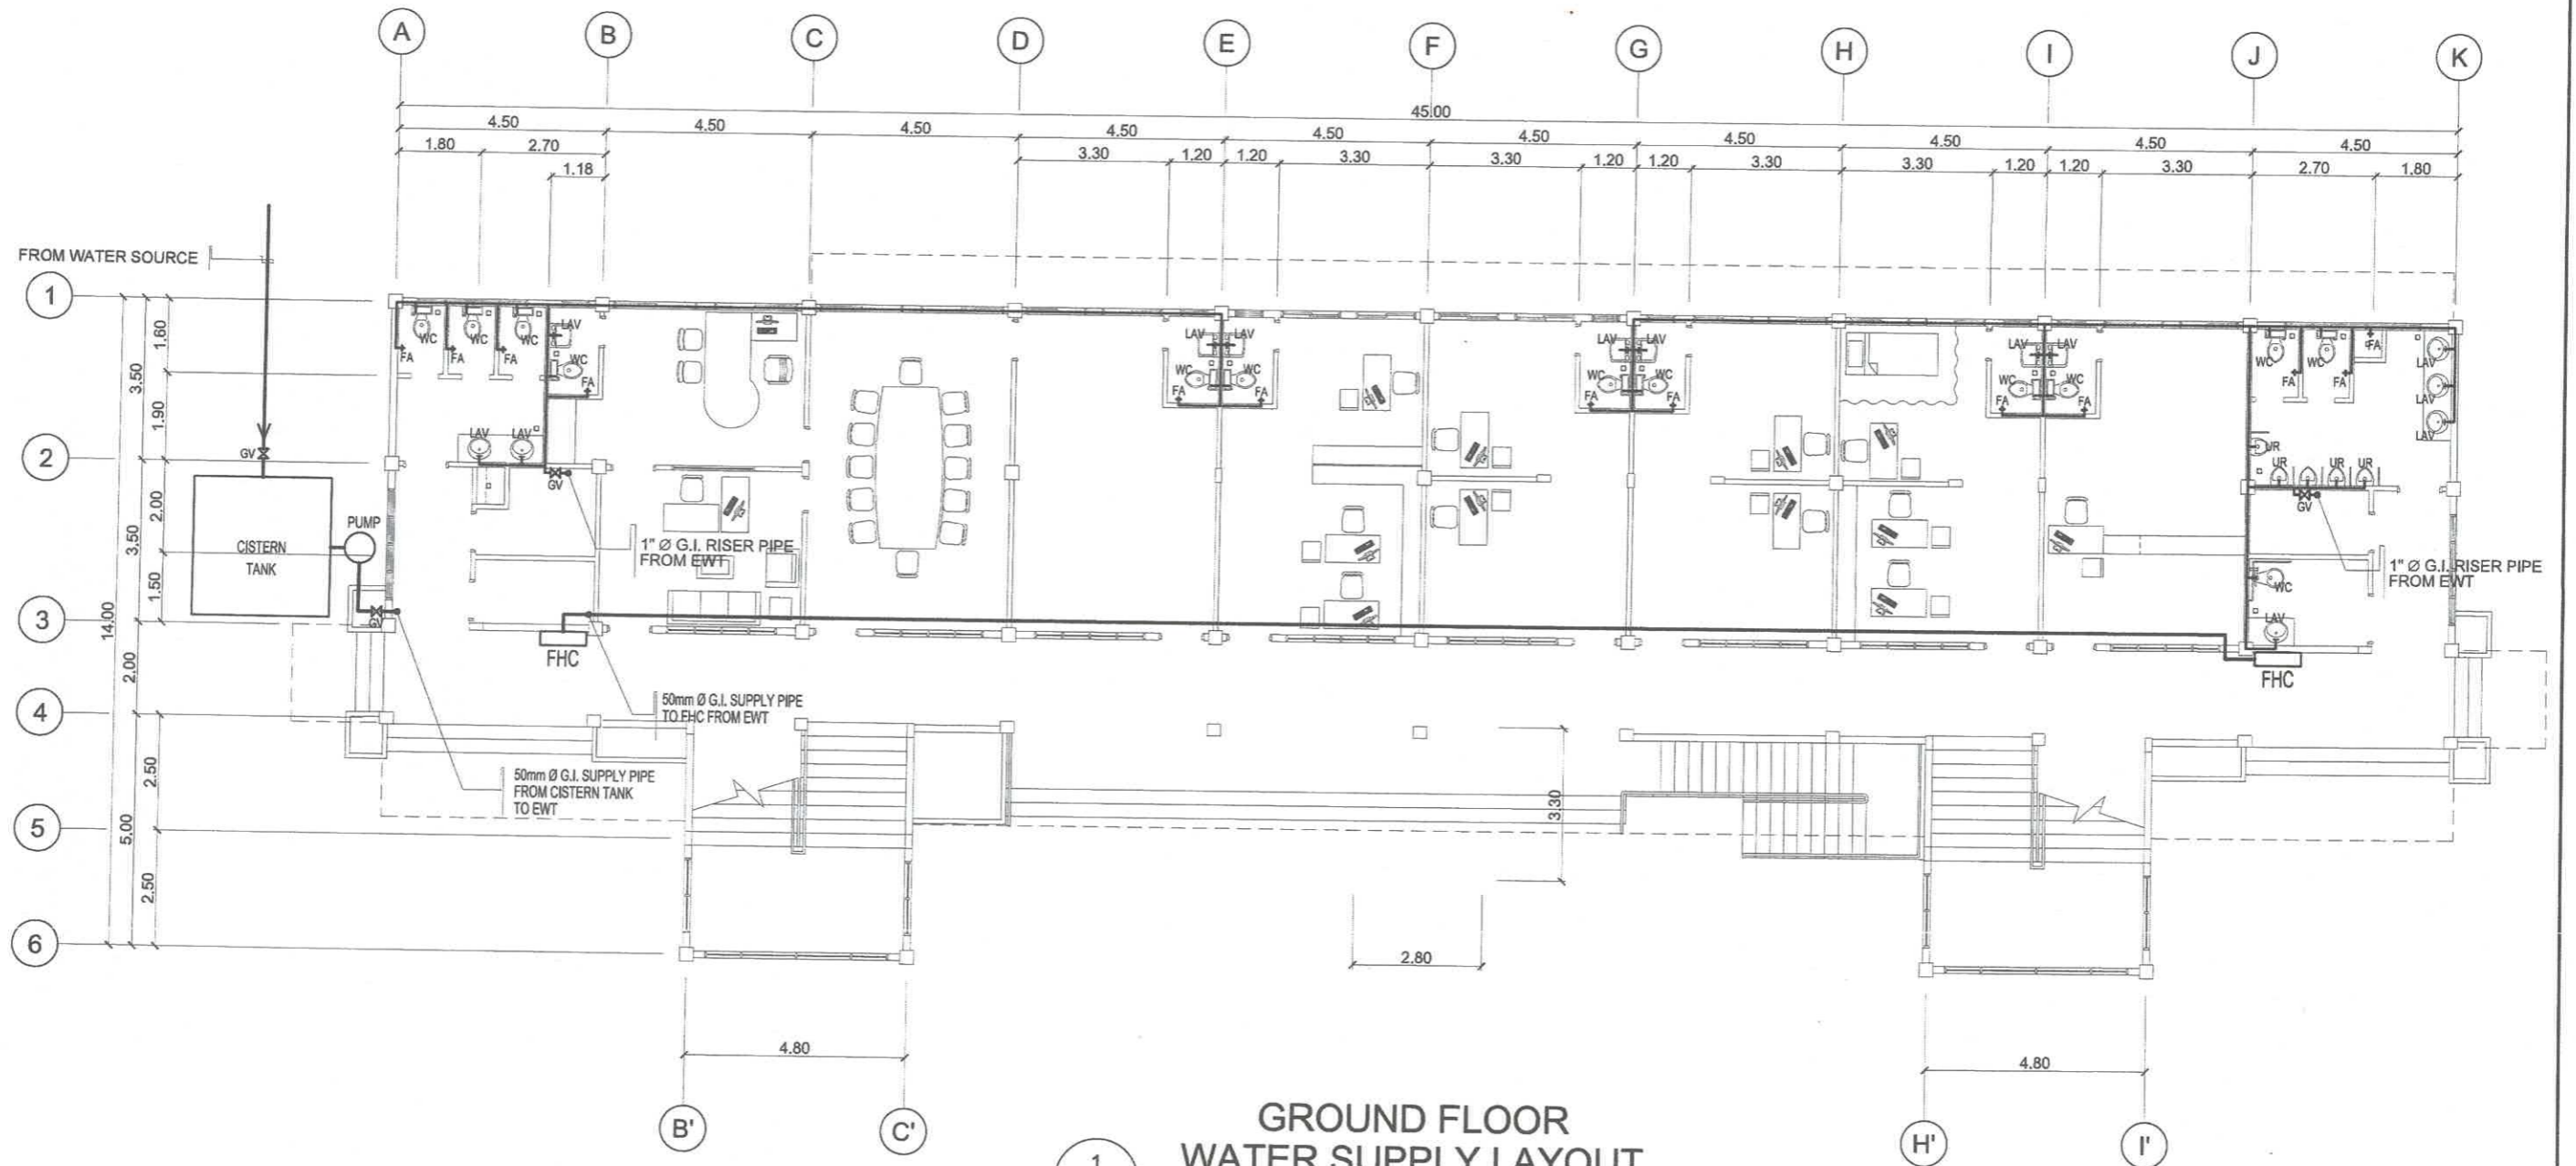 A
B
C
D
E
F
G
H
I
J
K
45.00
4.50
4.50
4.50
4.50
4.50
4.50
4.50
4.50
4.50
4.50
1.80
2.70
3.30
1.20
1.20
3.30
3.30
1.20
1.20
3.30
3.30
1.20
1.20
3.30
2.70
1.80
1.18
FROM WATER SOURCE
1
2
3
4
5
6
1.60
3.50
1.90
2.00
3.50
1.50
14.00
2.00
2.50
5.00
2.50
GV
CISTERN
TANK
PUMP
GV
FA
WC
FA
WC
FA
WC
LAV
WC
FA
LAV
LAV
GV
1" Ø G.I. RISER PIPE
FROM EWT
LAV
LAV
WC
WC
FA
FA
LAV
LAV
WC
WC
FA
FA
LAV
LAV
WC
WC
FA
FA
WC
FA
WC
FA
FA
LAV
LAV
LAV
UR
UR
UR
UR
GV
1" Ø G.I. RISER PIPE
FROM EWT
WC
LAV
FHC
FHC
50mm Ø G.I. SUPPLY PIPE
TO FHC FROM EWT
50mm Ø G.I. SUPPLY PIPE
FROM CISTERN TANK
TO EWT
3.30
2.80
4.80
4.80
B'
C'
H'
I'
1
GROUND FLOOR
WATER SUPPLY LAYOUT